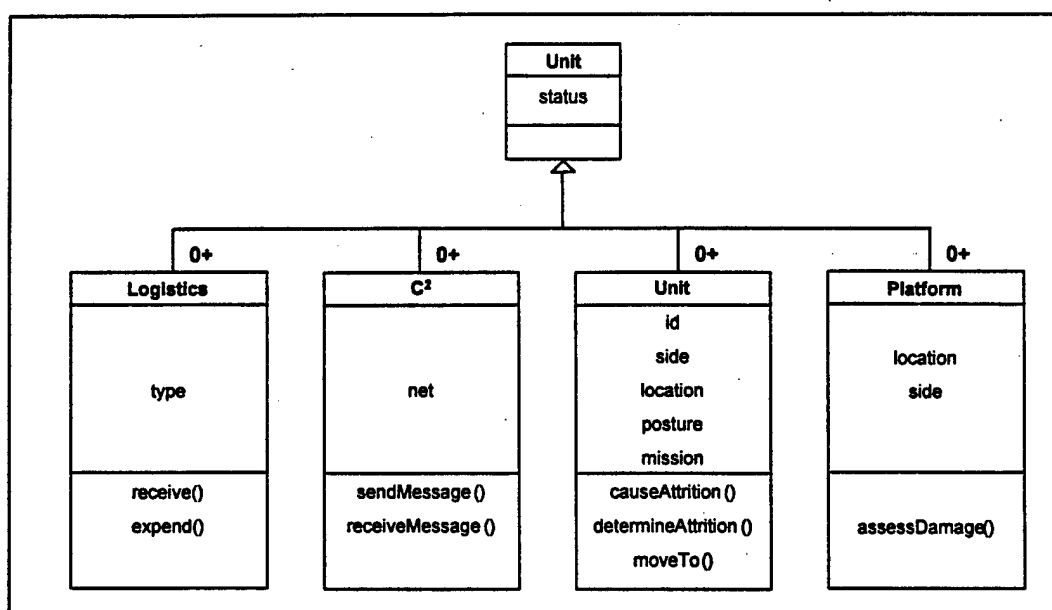 Unit
status
0+
0+
0+
0+
Logistics
type
receive()
expend()
C²
net
sendMessage()
receiveMessage()
Unit
id
side
location
posture
mission
causeAttrition()
determineAttrition()
moveTo()
Platform
location
side
assessDamage()